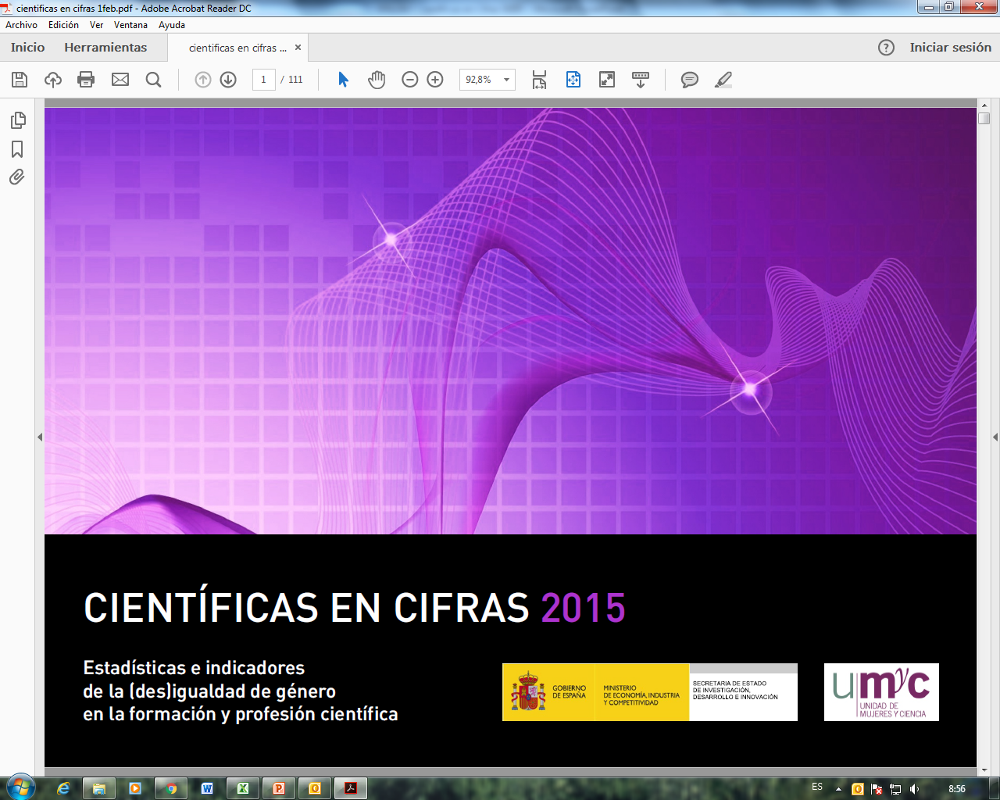 cientificas en cifras 1feb.pdf - Adobe Acrobat Reader DC
Archivo Edición Ver Ventana Ayuda
Inicio Herramientas cientificas en cifras ... × ? Iniciar sesión
1 / 111 92,8%
CIENTÍFICAS EN CIFRAS 2015
Estadísticas e indicadores
de la (des)igualdad de género
en la formación y profesión científica
GOBIERNO
DE ESPAÑA
MINISTERIO
DE ECONOMÍA, INDUSTRIA
Y COMPETITIVIDAD
SECRETARIA DE ESTADO
DE INVESTIGACIÓN,
DESARROLLO E INNOVACIÓN
umyc
UNIDAD DE
MUJERES Y CIENCIA
ES 8:56